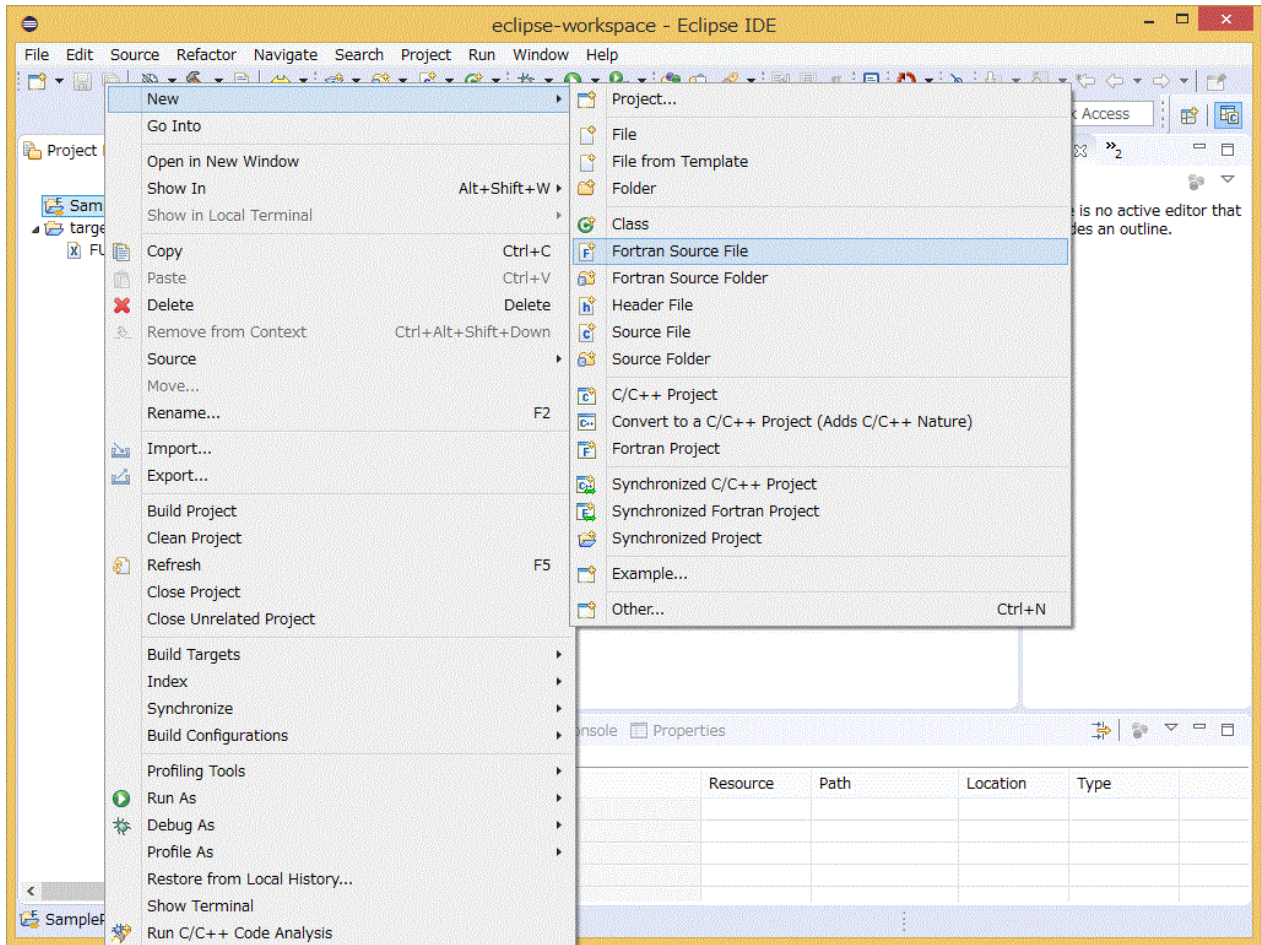 eclipse-workspace - Eclipse IDE
File Edit Source Refactor Navigate Search Project Run Window Help
Access
Project
2
Sam
targe
is no active editor that
des an outline.
New
Go Into
Open in New Window
Show In Alt+Shift+W
Show in Local Terminal
Copy Ctrl+C
Paste Ctrl+V
Delete Delete
Remove from Context Ctrl+Alt+Shift+Down
Source
Move...
Rename... F2
Import...
Export...
Build Project
Clean Project
Refresh F5
Close Project
Close Unrelated Project
Build Targets
Index
Synchronize
Build Configurations
Profiling Tools
Run As
Debug As
Profile As
Restore from Local History...
Show Terminal
Run C/C++ Code Analysis
Project...
File
File from Template
Folder
Class
Fortran Source File
Fortran Source Folder
Header File
Source File
Source Folder
C/C++ Project
Convert to a C/C++ Project (Adds C/C++ Nature)
Fortran Project
Synchronized C/C++ Project
Synchronized Fortran Project
Synchronized Project
Example...
Other... Ctrl+N
onsole Properties
Resource Path Location Type
SampleP